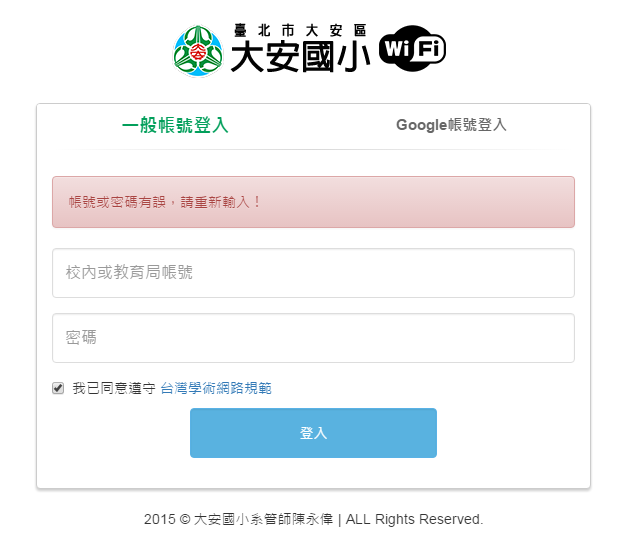 臺北市大安區
大安國小 Wi Fi
一般帳號登入 Google帳號登入
帳號或密碼有誤，請重新輸入！
校內或教育局帳號
密碼
我已同意遵守 台灣學術網路規範
登入
2015 © 大安國小系管師陳永偉 | ALL Rights Reserved.